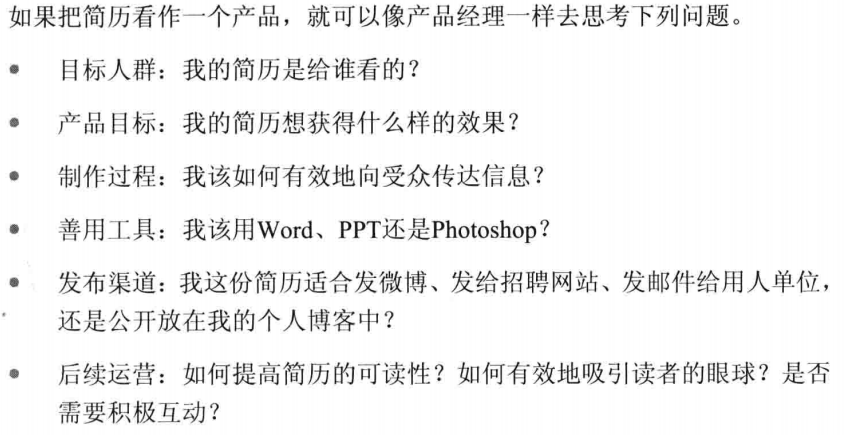 如果把简历看作一个产品，就可以像产品经理一样去思考下列问题。
● 目标人群：我的简历是给谁看的？
● 产品目标：我的简历想获得什么样的效果？
● 制作过程：我该如何有效地向受众传达信息？
● 善用工具：我该用Word、PPT还是Photoshop？
● 发布渠道：我这份简历适合发微博、发给招聘网站、发邮件给用人单位，
还是公开放在我的个人博客中？
● 后续运营：如何提高简历的可读性？如何有效地吸引读者的眼球？是否
需要积极互动？